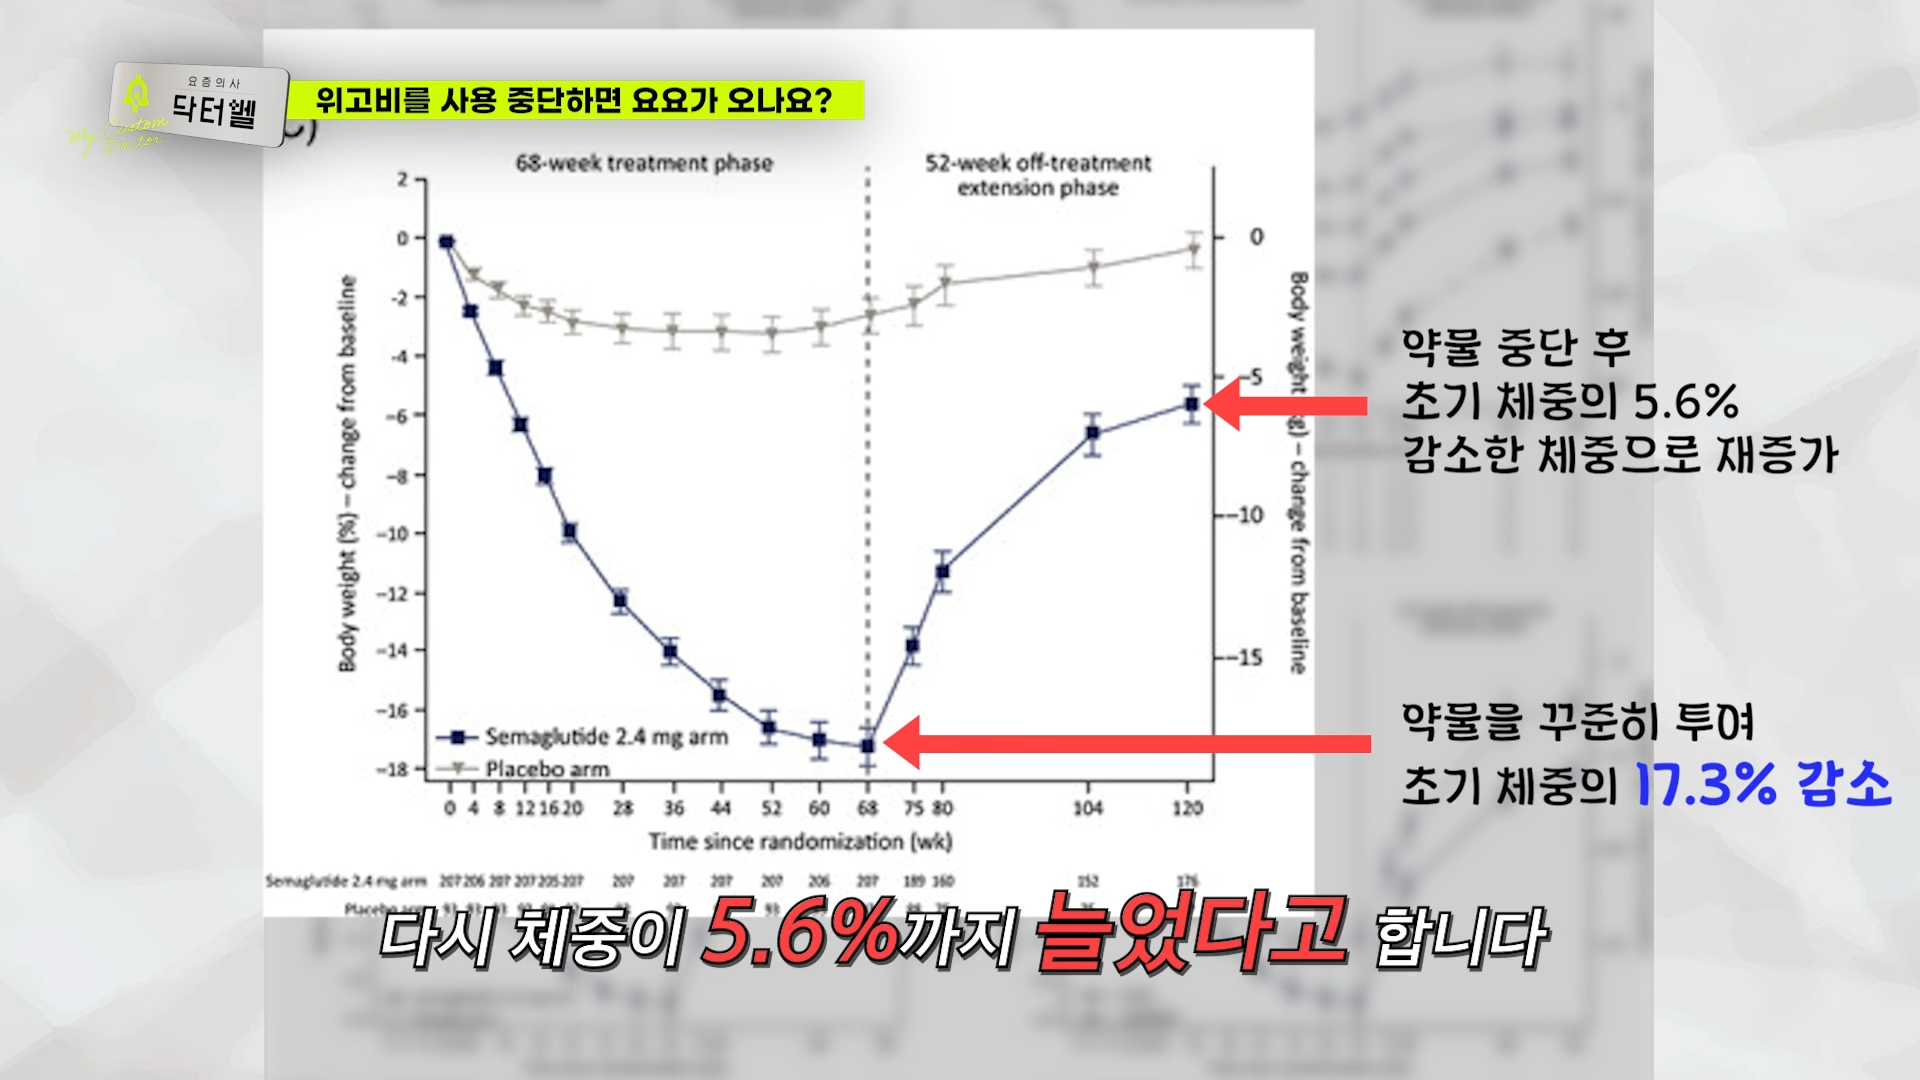 요즘의사
닥터벨
My Custom
Doctor
위고비를 사용 중단하면 요요가 오나요?
68-week treatment phase
52-week off-treatment
extension phase
2
0
-2
-4
-6
-8
-10
-12
-14
-16
-18
Body weight (%) – change from baseline
0
-5
-10
-15
– change from baseline
Semaglutide 2.4 mg arm
Placebo arm
0 4 8 12 16 20 28 36 44 52 60 68 75 80 104 120
Time since randomization (wk)
Semaglutide 2.4 mg arm 207 206 207 207 205 207 207 207 207 207 206 207 189 160 152 176
약물 중단 후
초기 체중의 5.6%
감소한 체중으로 재증가
약물을 꾸준히 투여
초기 체중의 17.3% 감소
다시 체중이 5.6%까지 늘었다고 합니다